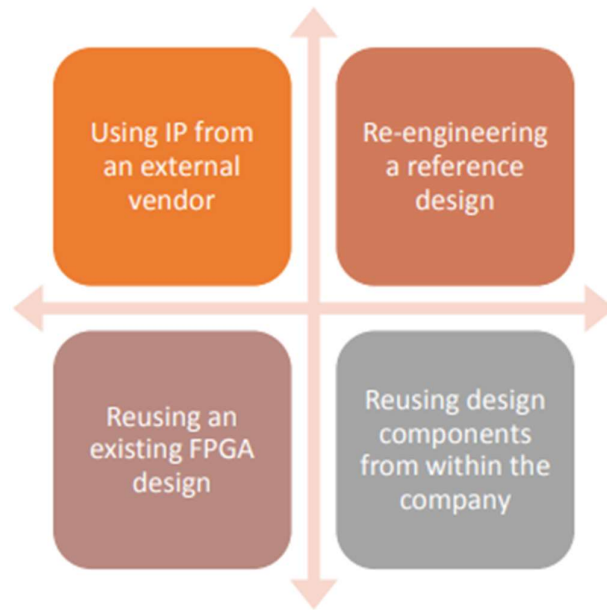 Using IP from
an external
vendor
Re-engineering
a reference
design
Reusing an
existing FPGA
design
Reusing design
components
from within the
company